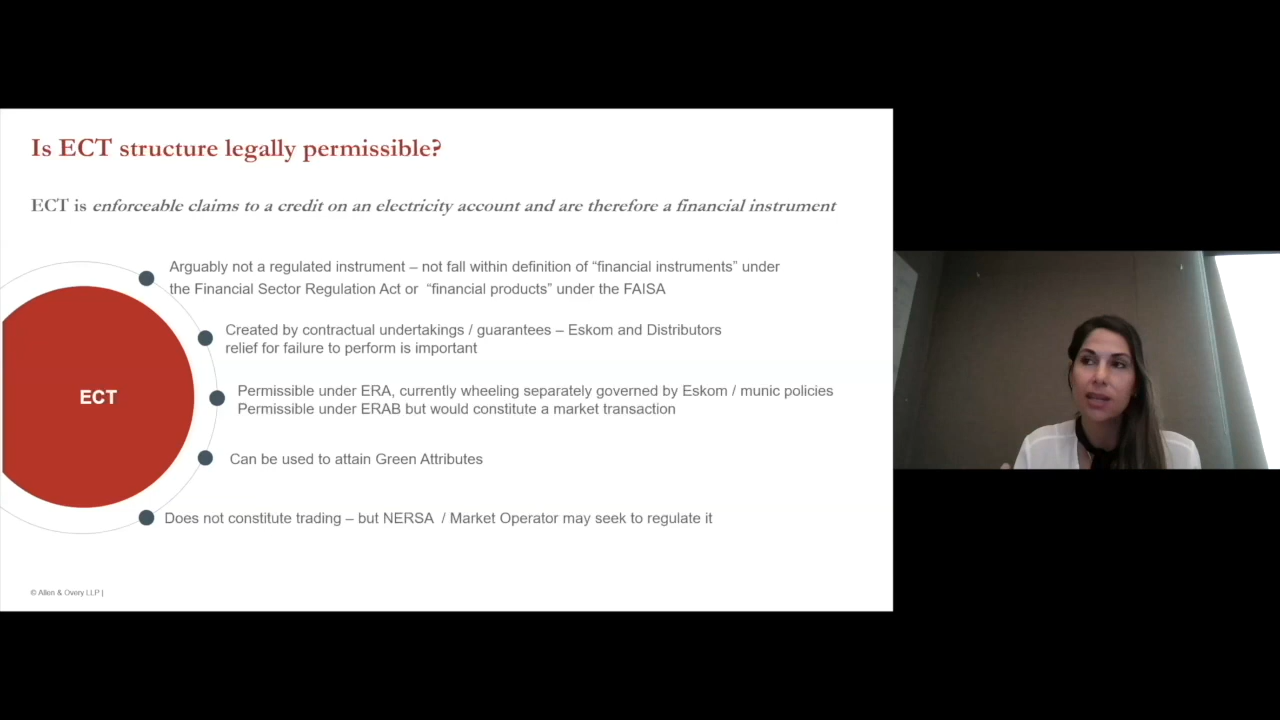 Is ECT structure legally permissible?
ECT is enforceable claims to a credit on an electricity account and are therefore a financial instrument
Arguably not a regulated instrument – not fall within definition of “financial instruments” under
the Financial Sector Regulation Act or “financial products” under the FAISA
Created by contractual undertakings / guarantees – Eskom and Distributors
relief for failure to perform is important
ECT
Permissible under ERA, currently wheeling separately governed by Eskom / munic policies
Permissible under ERAB but would constitute a market transaction
Can be used to attain Green Attributes
Does not constitute trading – but NERSA / Market Operator may seek to regulate it
© Allen & Overy LLP |